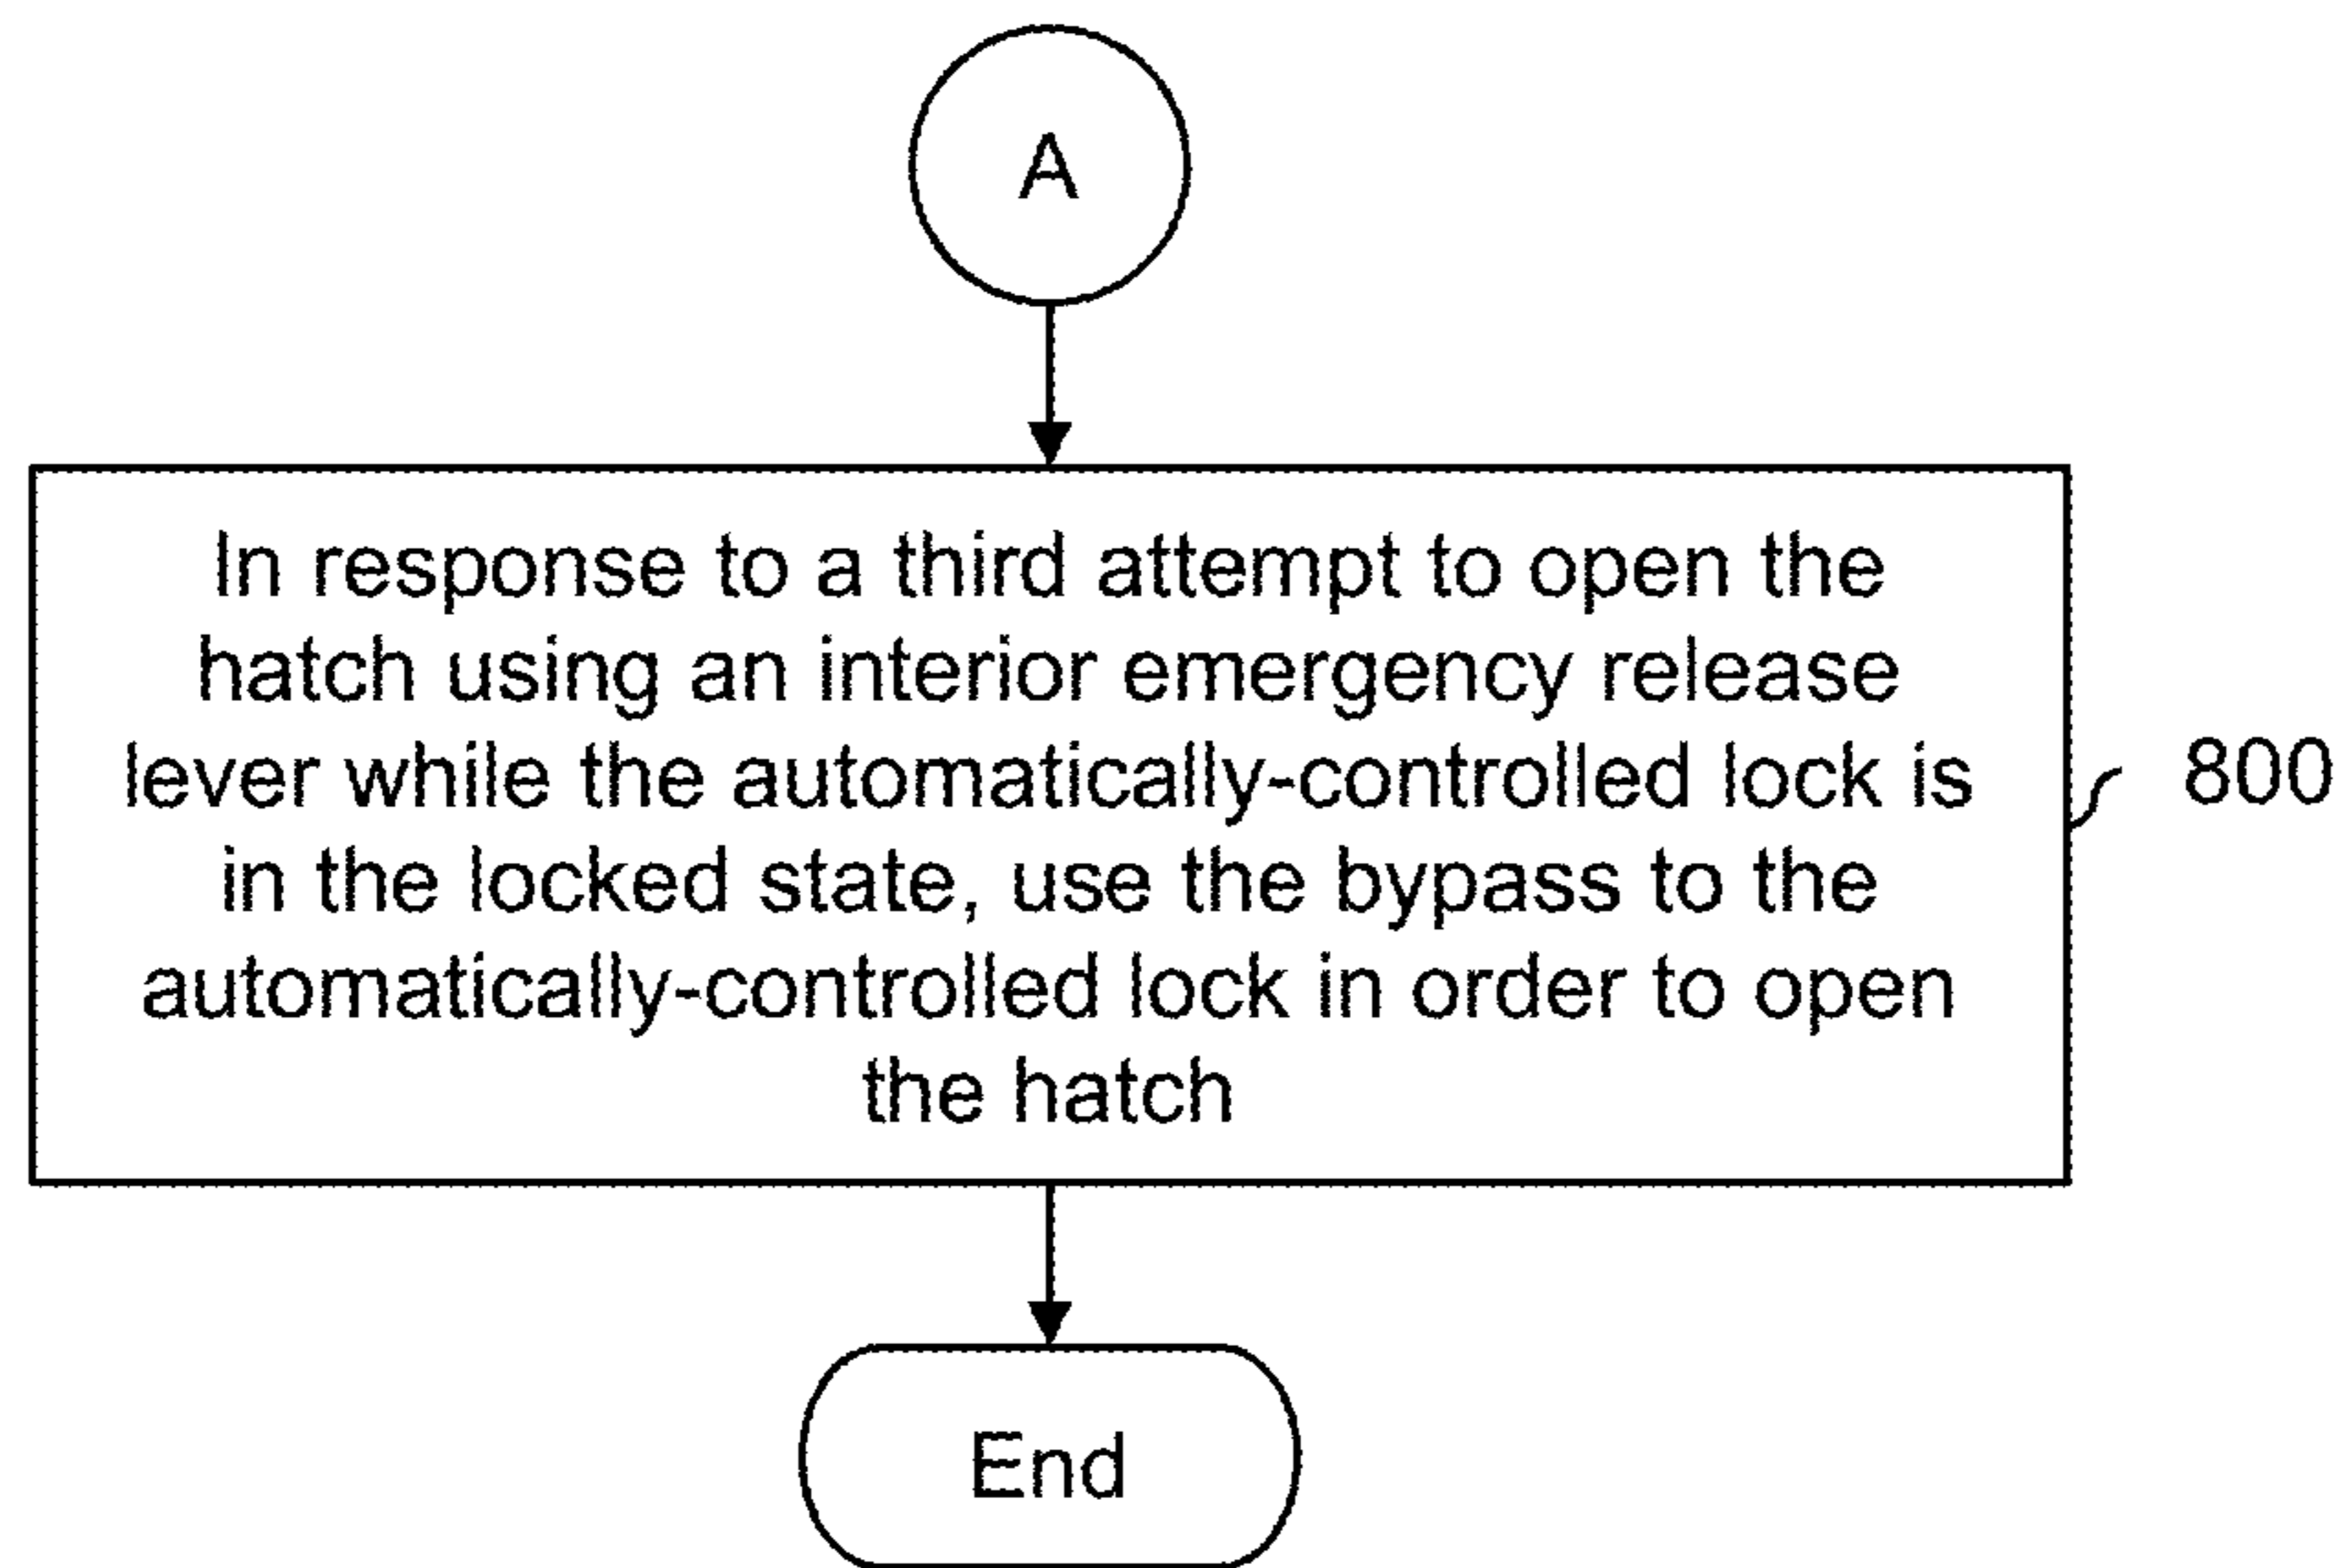 A
In response to a third attempt to open the
hatch using an interior emergency release
lever while the automatically-controlled lock is
in the locked state, use the bypass to the
automatically-controlled lock in order to open
the hatch
800
End